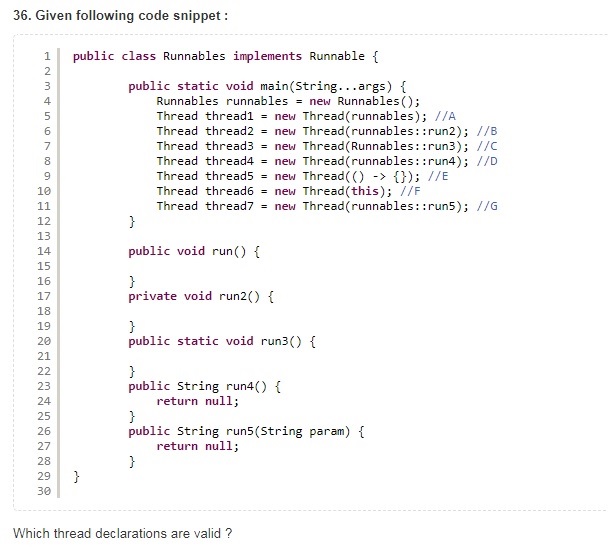 36. Given following code snippet :
1 public class Runnables implements Runnable {
2
3 public static void main(String...args) {
4 Runnables runnables = new Runnables();
5 Thread thread1 = new Thread(runnables); //A
6 Thread thread2 = new Thread(runnables::run2); //B
7 Thread thread3 = new Thread(Runnables::run3); //C
8 Thread thread4 = new Thread(runnables::run4); //D
9 Thread thread5 = new Thread(() -> {}); //E
10 Thread thread6 = new Thread(this); //F
11 Thread thread7 = new Thread(runnables::run5); //G
12 }
13
14 public void run() {
15
16 }
17 private void run2() {
18
19 }
20 public static void run3() {
21
22 }
23 public String run4() {
24 return null;
25 }
26 public String run5(String param) {
27 return null;
28 }
29 }
30
Which thread declarations are valid ?